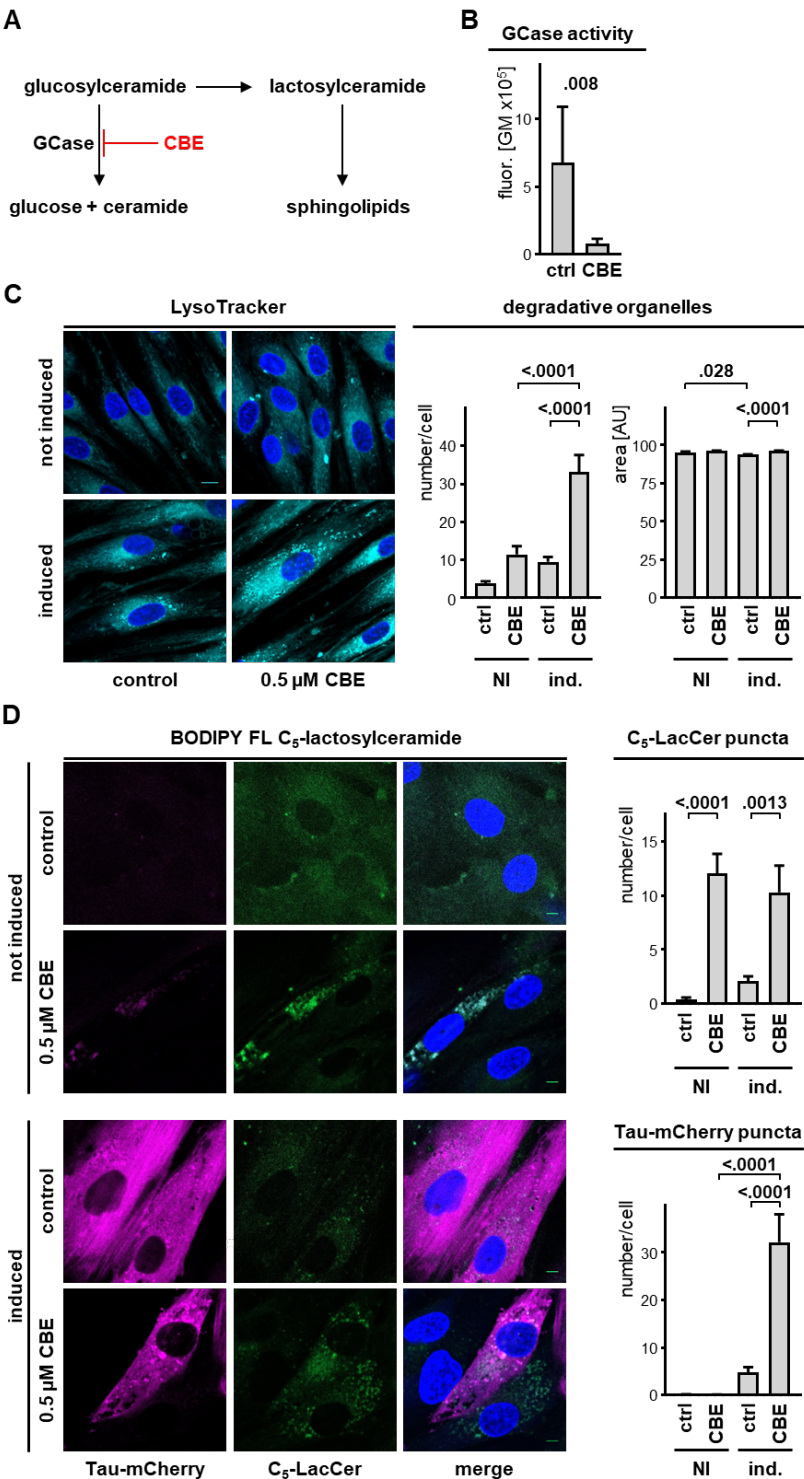 A
glucosylceramide
lactosylceramide
GCase
CBE
glucose + ceramide
sphingolipids
B
GCase activity
fluor. [GM x10⁵]
.008
10
5
0
ctrl CBE
C
LysoTracker
not induced
induced
control
0.5 µM CBE
degradative organelles
number/cell
<.0001
<.0001
40
30
20
10
0
ctrl
CBE
ctrl
CBE
NI
ind.
area [AU]
.028
<.0001
100
75
50
25
0
ctrl
CBE
ctrl
CBE
NI
ind.
D
BODIPY FL C₅-lactosylceramide
not induced
control
0.5 µM CBE
induced
control
0.5 µM CBE
Tau-mCherry
C₅-LacCer
merge
C₅-LacCer puncta
number/cell
<.0001
.0013
15
10
5
0
ctrl
CBE
ctrl
CBE
NI
ind.
Tau-mCherry puncta
number/cell
<.0001
<.0001
30
20
10
0
ctrl
CBE
ctrl
CBE
NI
ind.